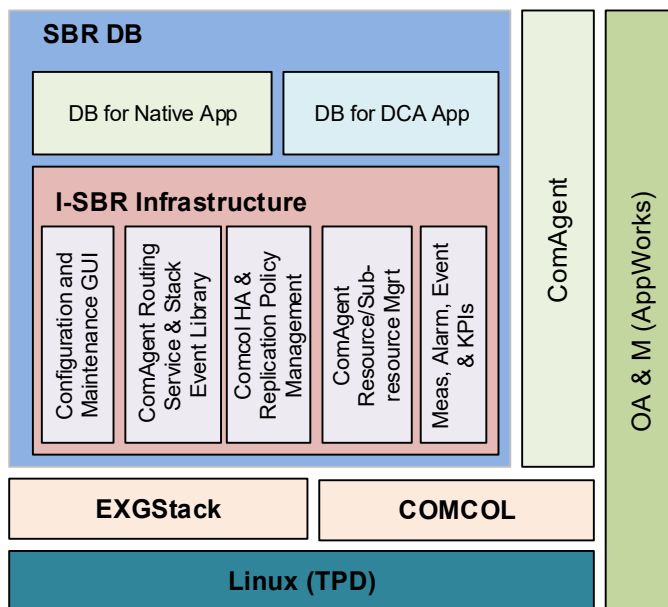 SBR DB
DB for Native App
DB for DCA App
I-SBR Infrastructure
Configuration and
Maintenance GUI
ComAgent Routing
Service & Stack
Event Library
Comcol HA &
Replication Policy
Management
ComAgent
Resource/Sub-
resource Mgrt
Meas, Alarm, Event
& KPIs
ComAgent
OA & M (AppWorks)
EXGStack
COMCOL
Linux (TPD)